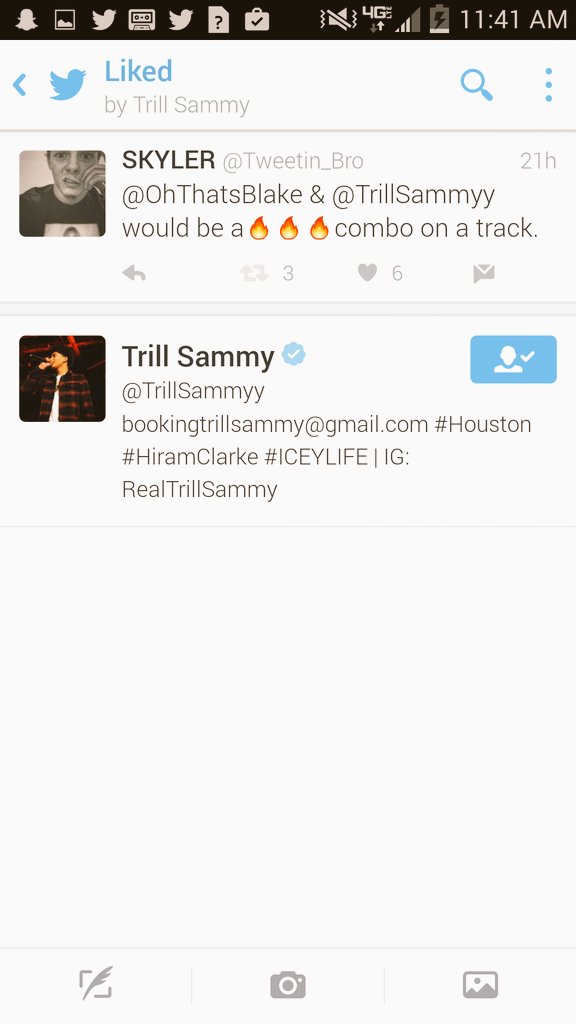 4G LTE 11:41 AM
Liked
by Trill Sammy
SKYLER @Tweetin_Bro 21h
@OhThatsBlake & @TrillSammyy
would be a🔥🔥🔥combo on a track.
3 6
Trill Sammy
@TrillSammyy
bookingtrillsammy@gmail.com #Houston
#HiramClarke #ICEYLIFE | IG:
RealTrillSammy